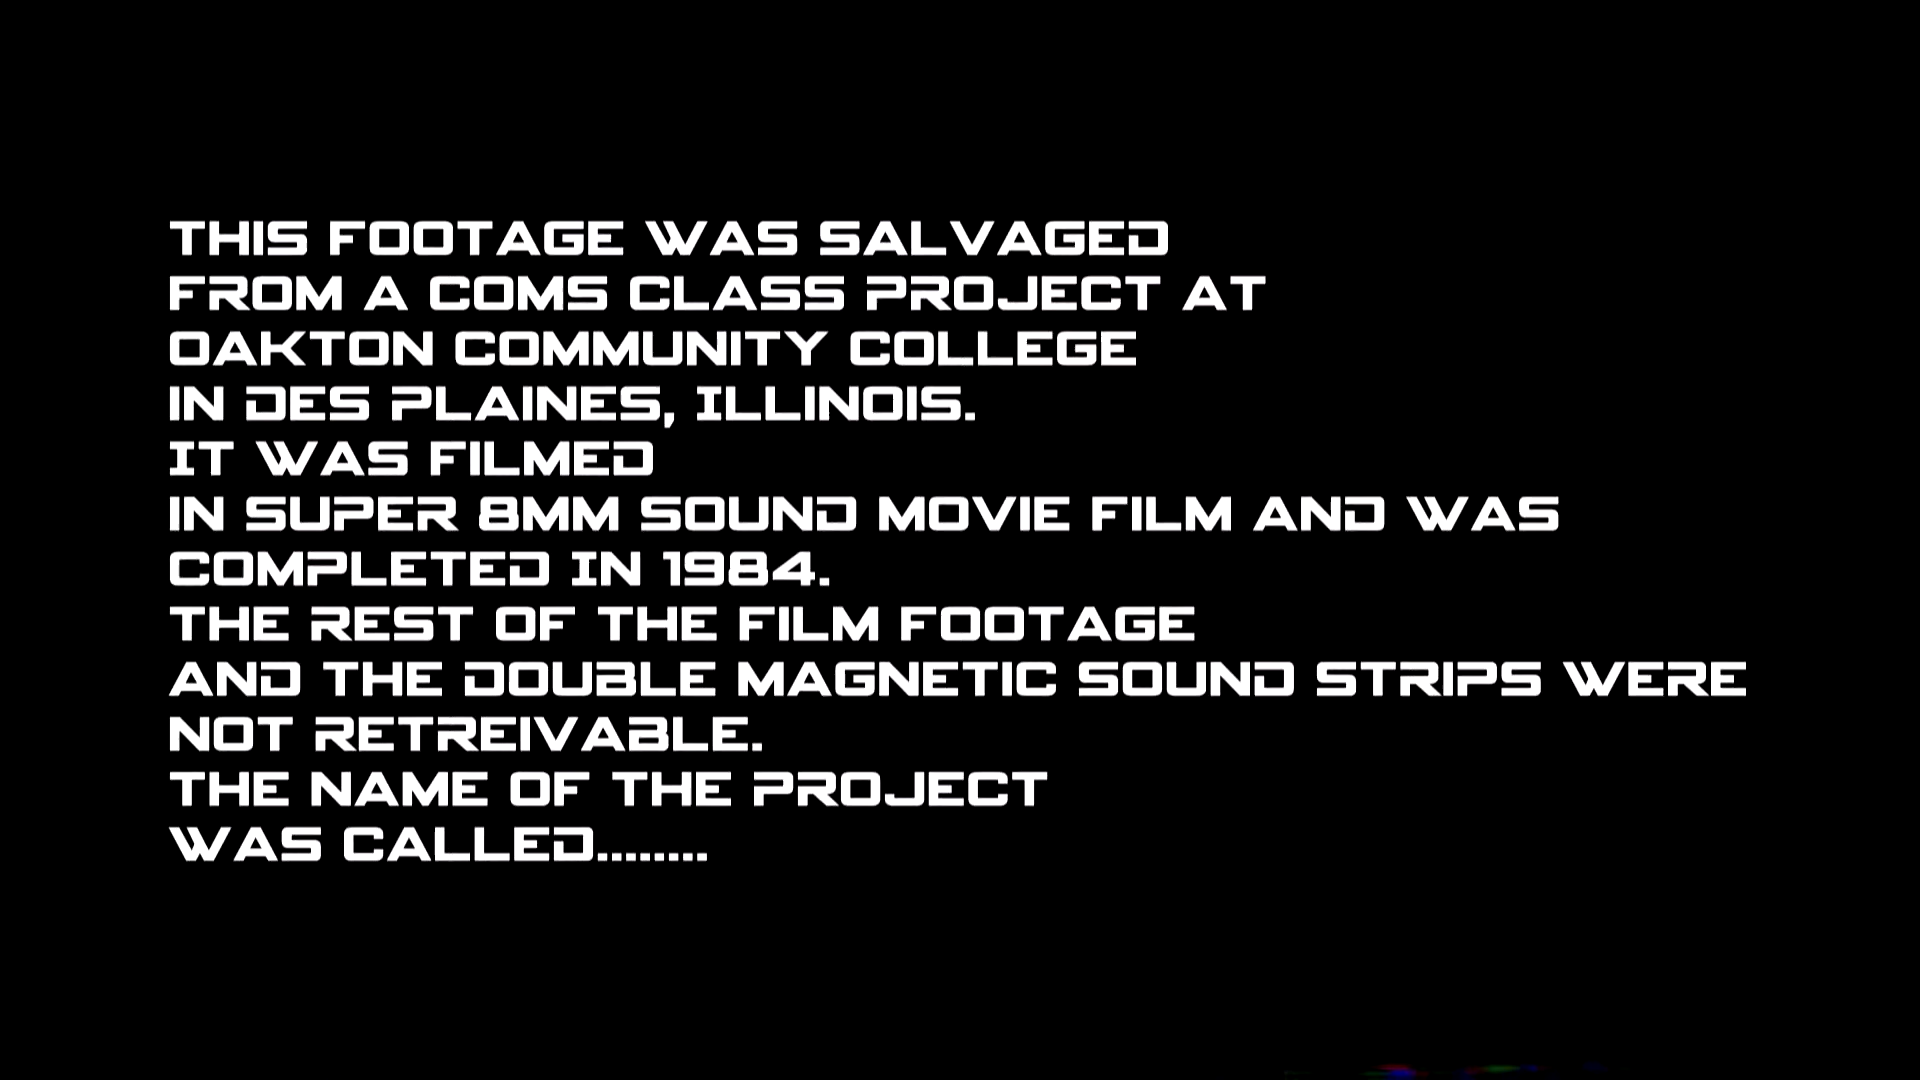 THIS FOOTAGE WAS SALVAGED
FROM A COMS CLASS PROJECT AT
OAKTON COMMUNITY COLLEGE
IN DES PLAINES, ILLINOIS.
IT WAS FILMED
IN SUPER 8MM SOUND MOVIE FILM AND WAS
COMPLETED IN 1984.
THE REST OF THE FILM FOOTAGE
AND THE DOUBLE MAGNETIC SOUND STRIPS WERE
NOT RETREIVABLE.
THE NAME OF THE PROJECT
WAS CALLED........